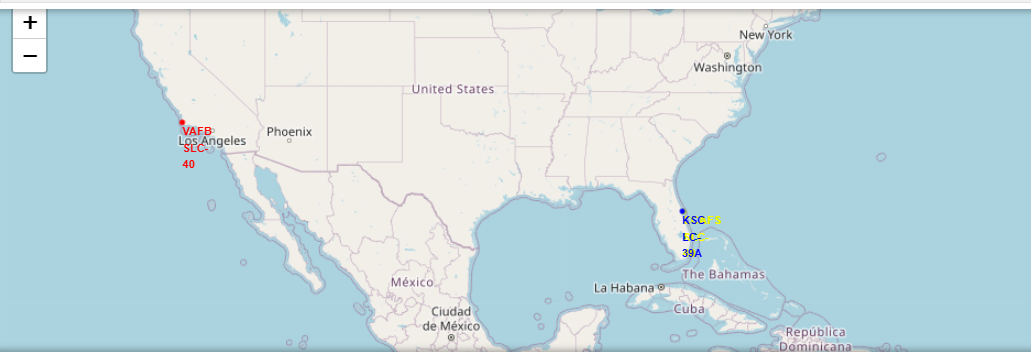 +
New York
Washington
−
United States
VAFB
Phoenix
Los Angeles
SLC-
40
KSC
LC-
39A
The Bahamas
México
La Habana
Cuba
Ciudad
de México
República
Dominicana